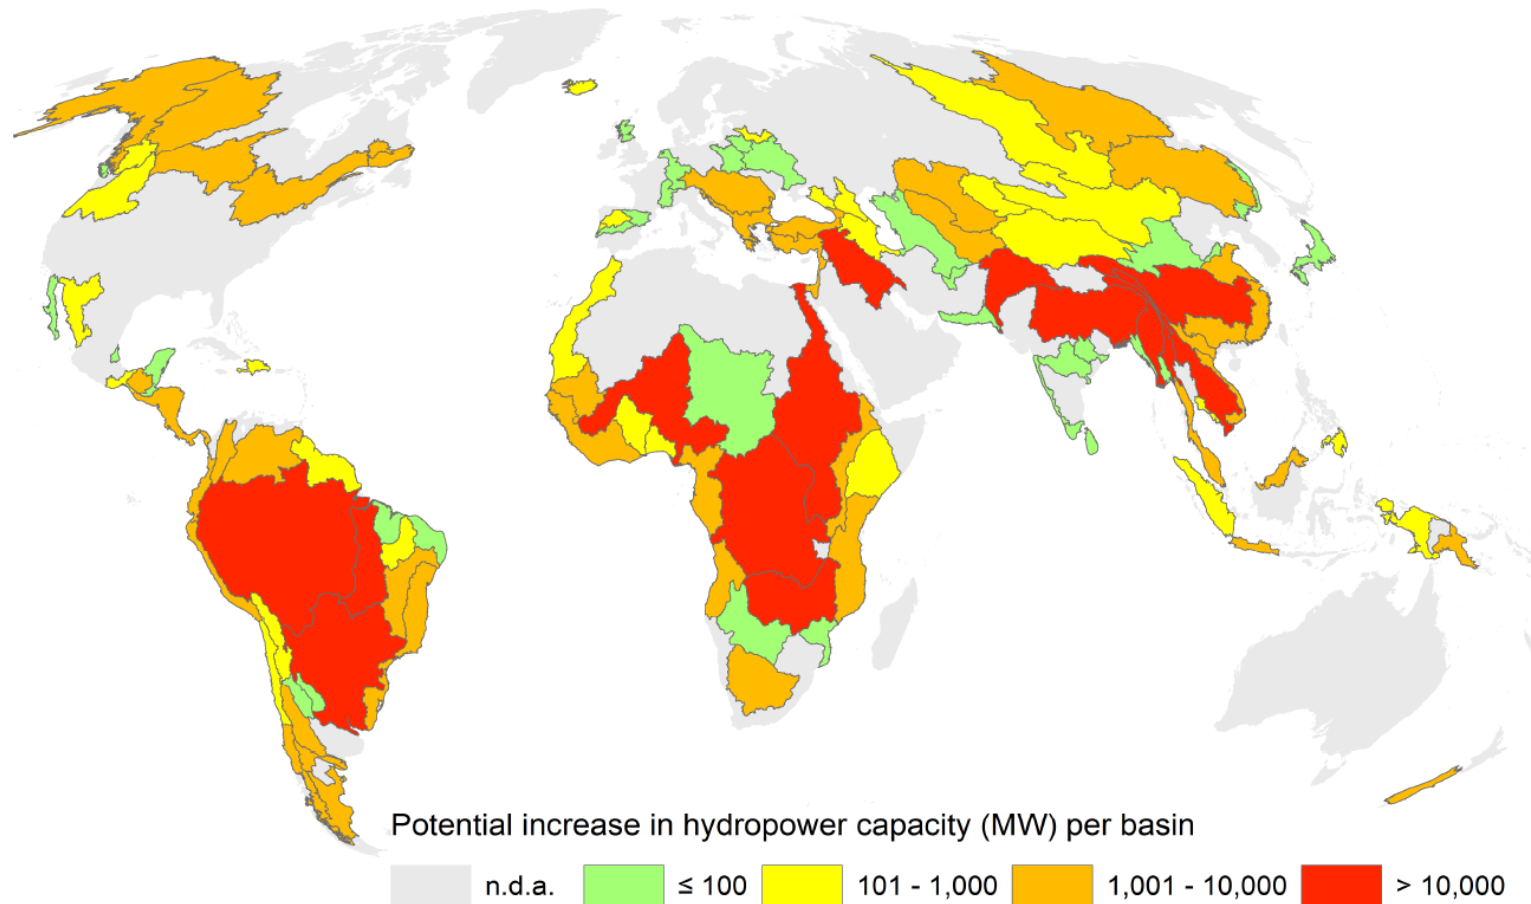 Potential increase in hydropower capacity (MW) per basin
n.d.a. ≤ 100 101 - 1,000 1,001 - 10,000 > 10,000